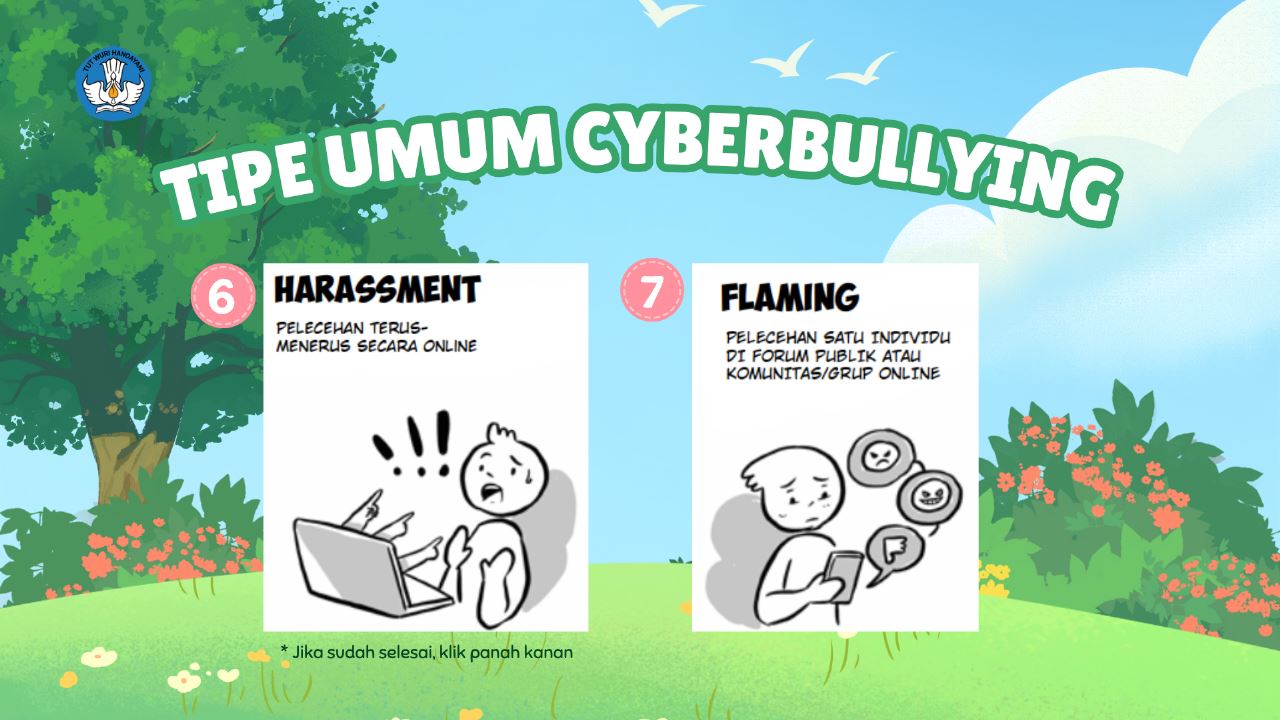 TUT WURI HANDAYANI
TIPE UMUM CYBERBULLYING
6
HARASSMENT
PELECEHAN TERUS-
MENERUS SECARA ONLINE
7
FLAMING
PELECEHAN SATU INDIVIDU
DI FORUM PUBLIK ATAU
KOMUNITAS/GRUP ONLINE
* Jika sudah selesai, klik panah kanan